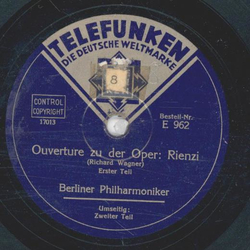 TELEFUNKEN
DIE DEUTSCHE WELTMARKE
8
CONTROL
COPYRIGHT
17013
Bestell-Nr.
E 962
Ouverture zu der Oper: Rienzi
(Richard Wagner)
Erster Teil
Berliner Philharmoniker
Umseitig:
Zweiter Teil